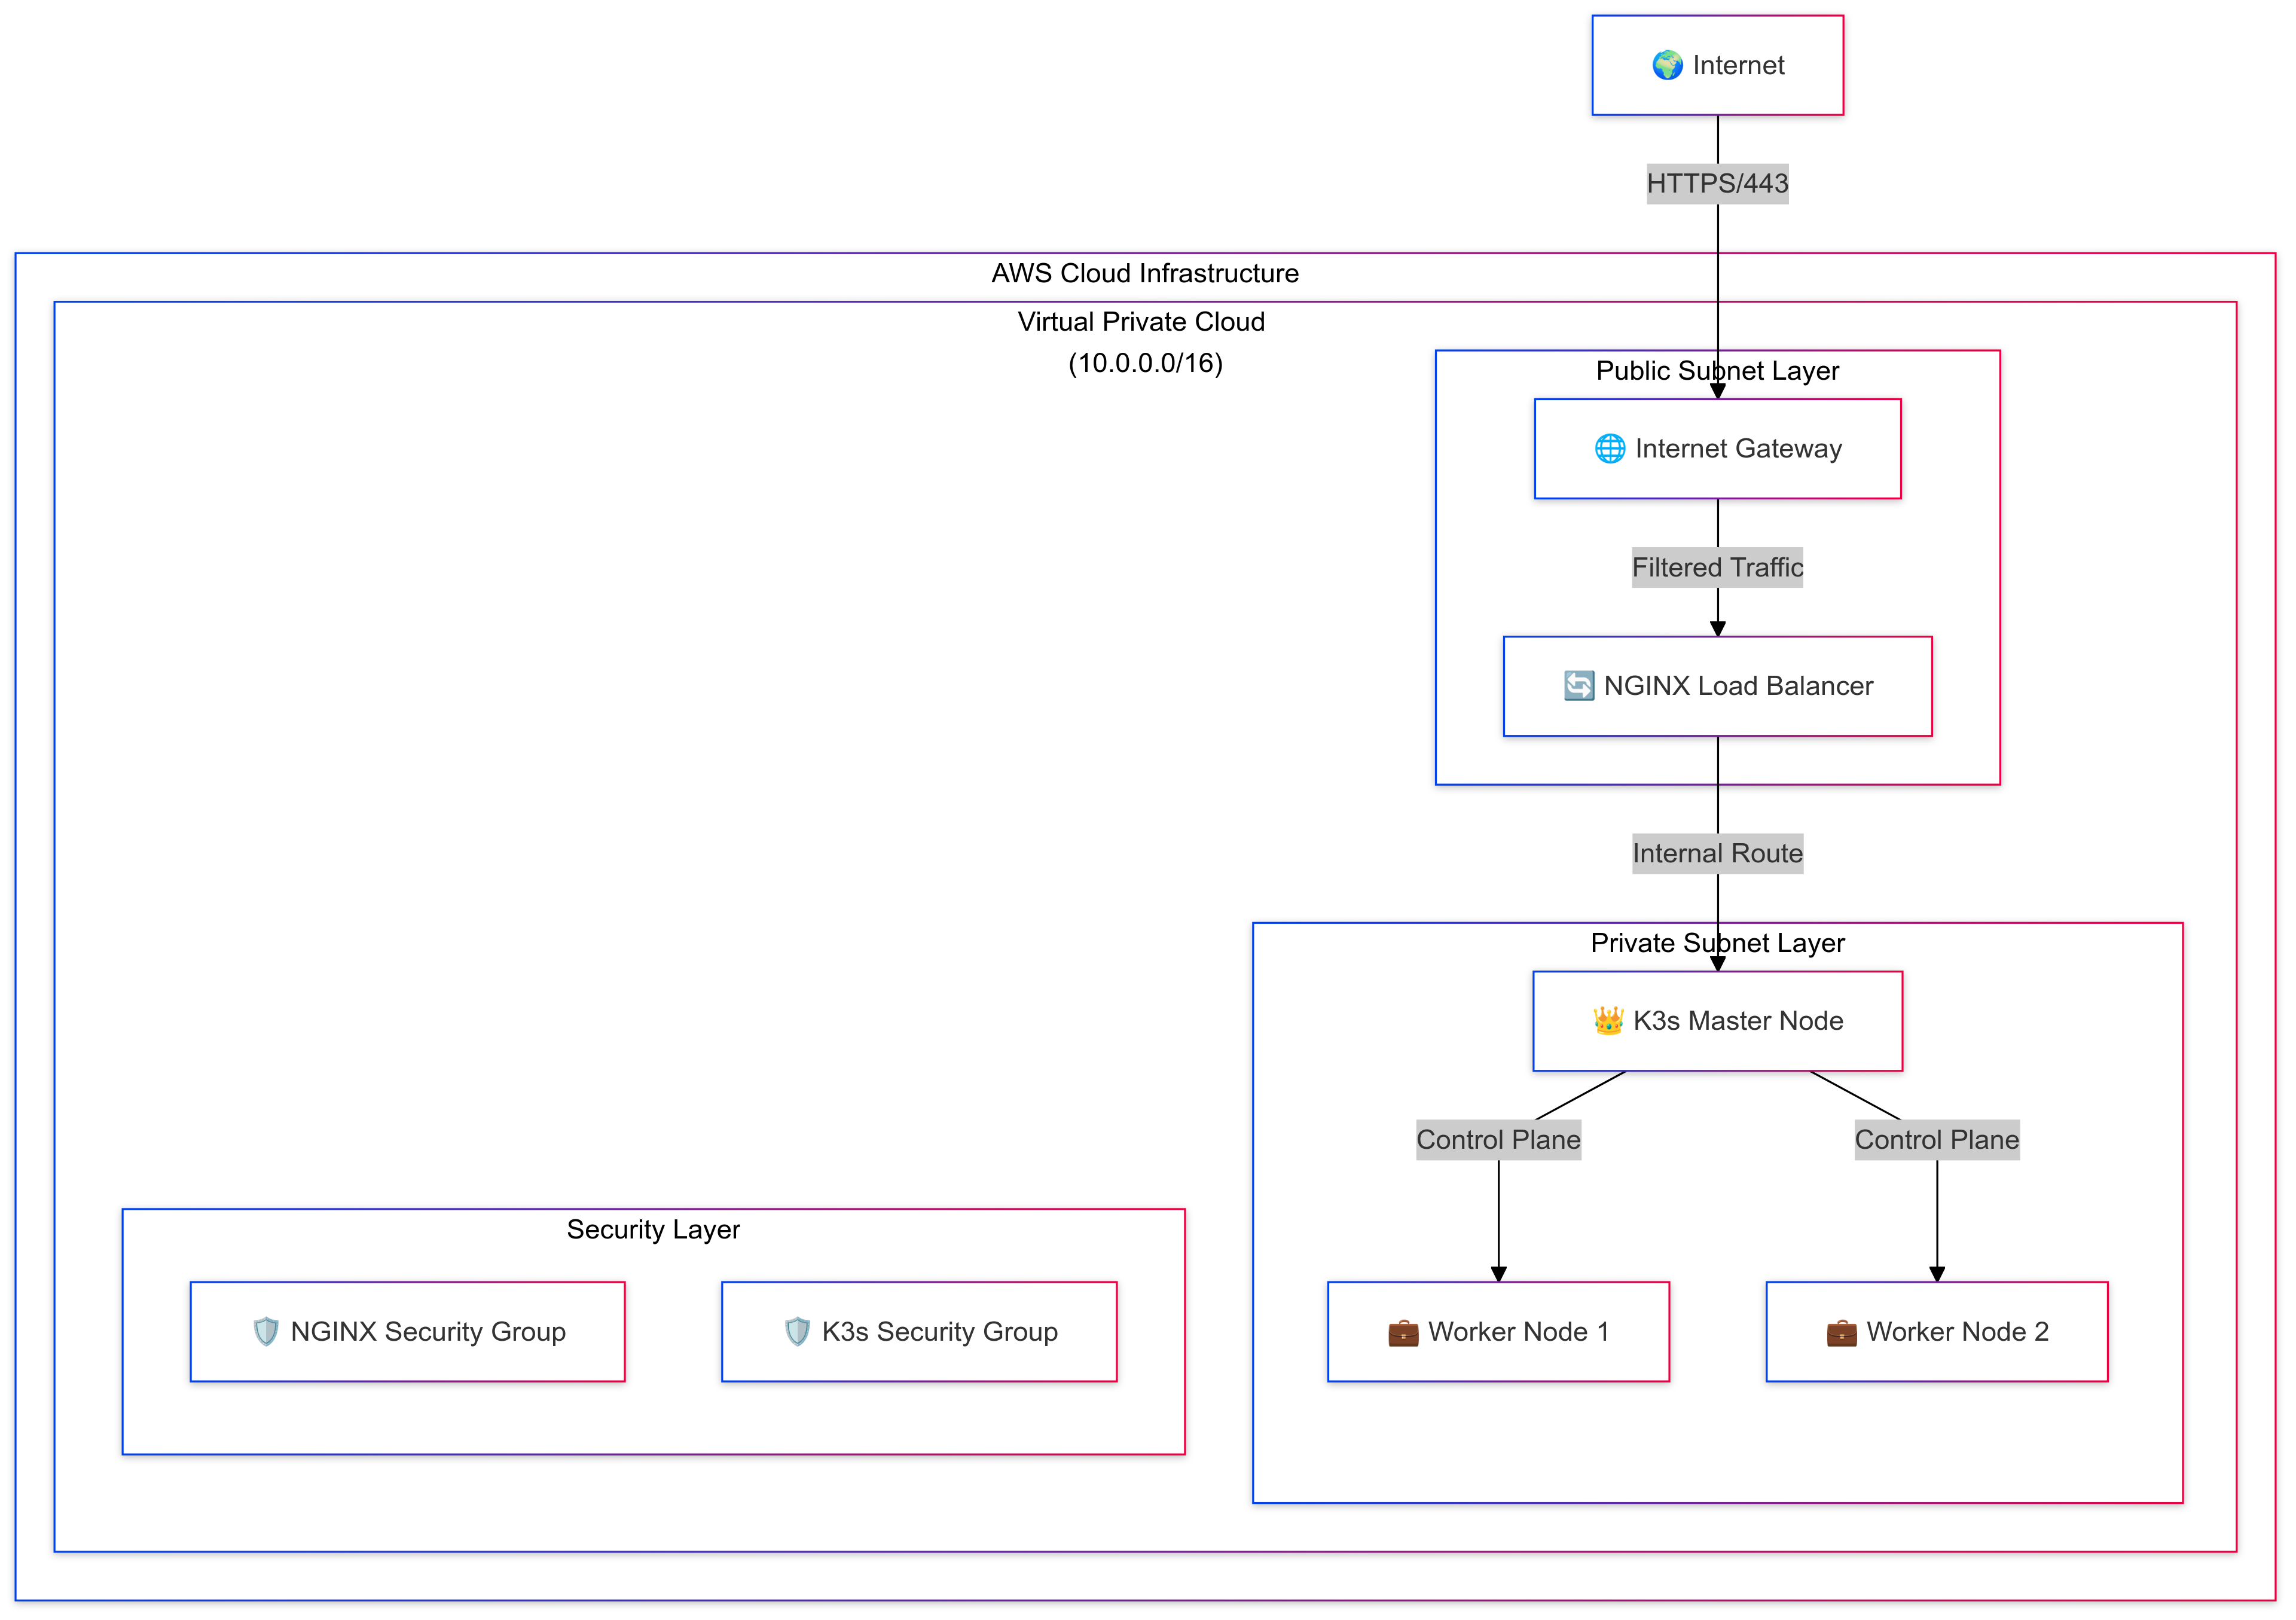 🌍 Internet
HTTPS/443
AWS Cloud Infrastructure
Virtual Private Cloud
(10.0.0.0/16)
Public Subnet Layer
🌐 Internet Gateway
Filtered Traffic
🔄 NGINX Load Balancer
Internal Route
Private Subnet Layer
👑 K3s Master Node
Control Plane
Control Plane
Security Layer
🛡️ NGINX Security Group
🛡️ K3s Security Group
💼 Worker Node 1
💼 Worker Node 2